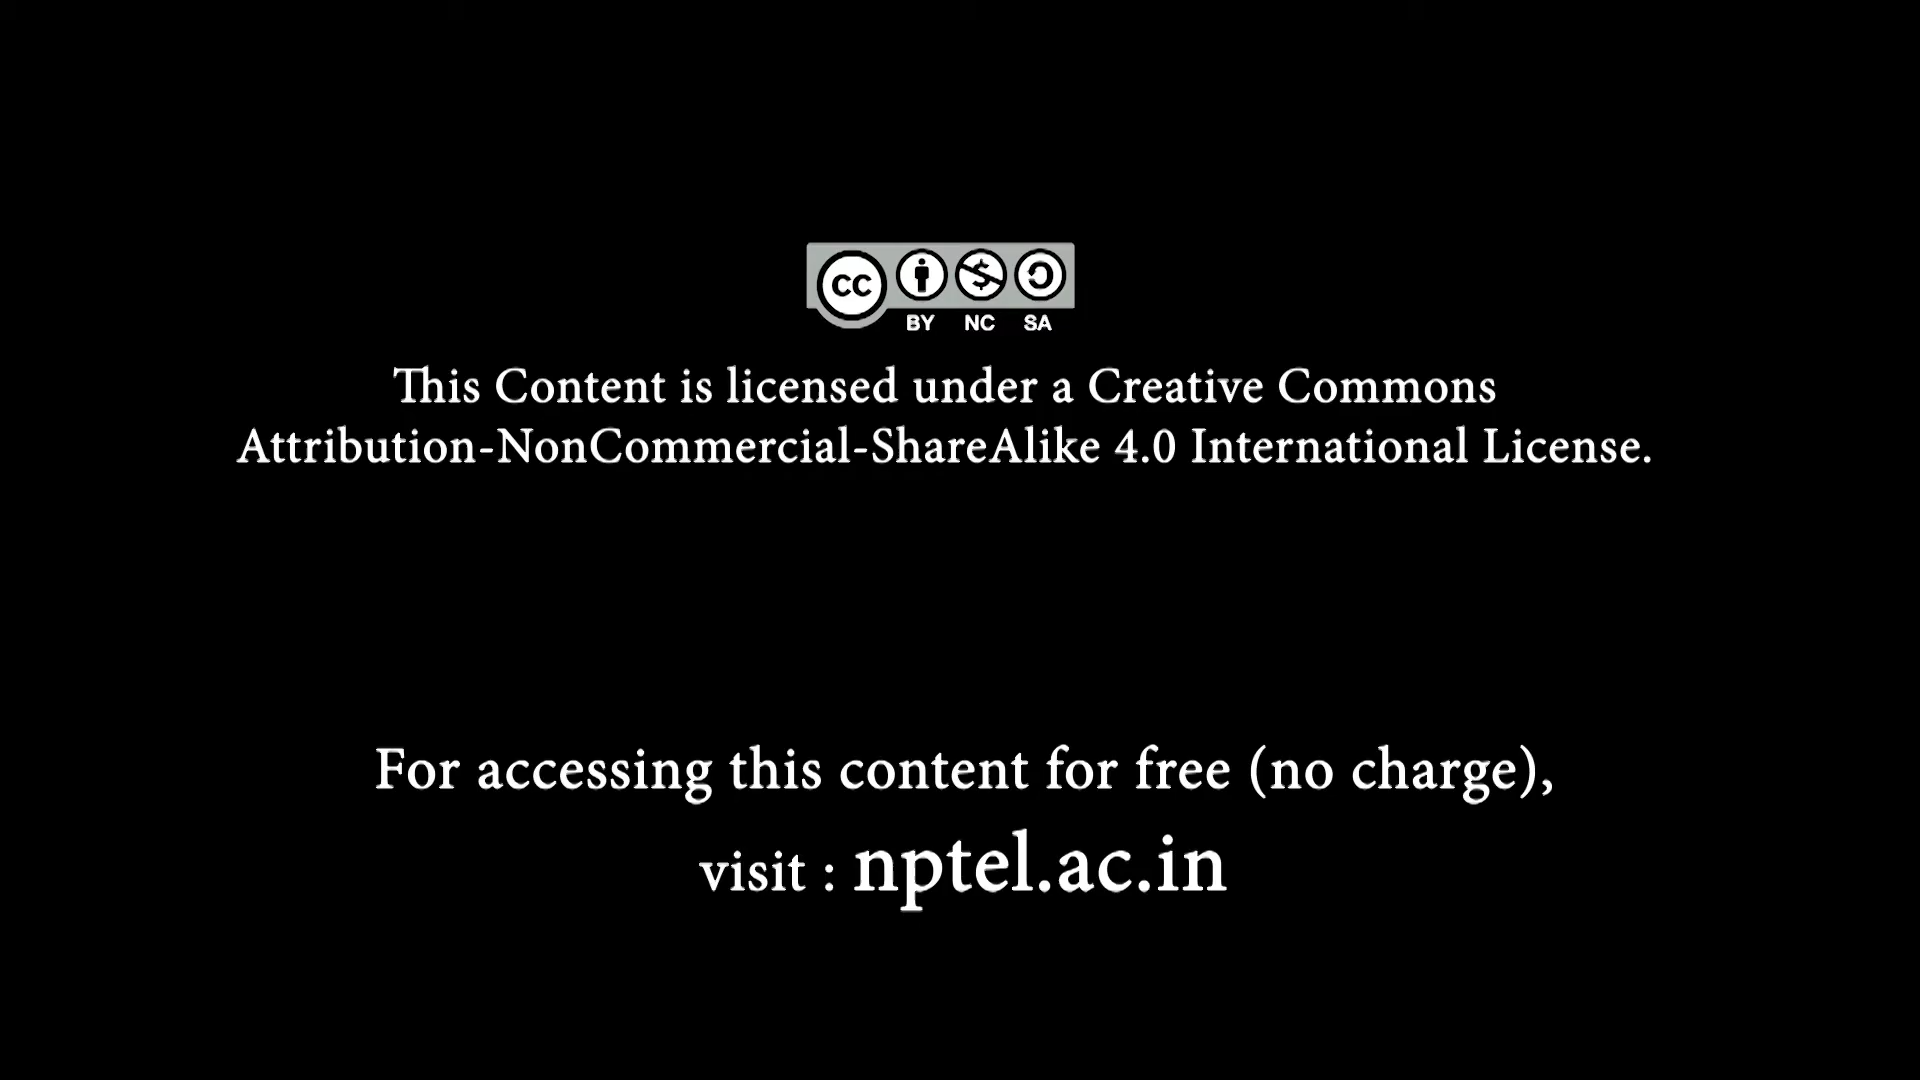 cc
BY NC SA
This Content is licensed under a Creative Commons
Attribution-NonCommercial-ShareAlike 4.0 International License.
For accessing this content for free (no charge),
visit : nptel.ac.in